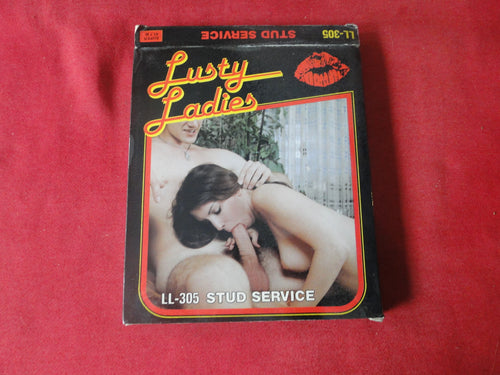 LL-305
STUD SERVICE
Lusty
Ladies
LL-305 STUD SERVICE